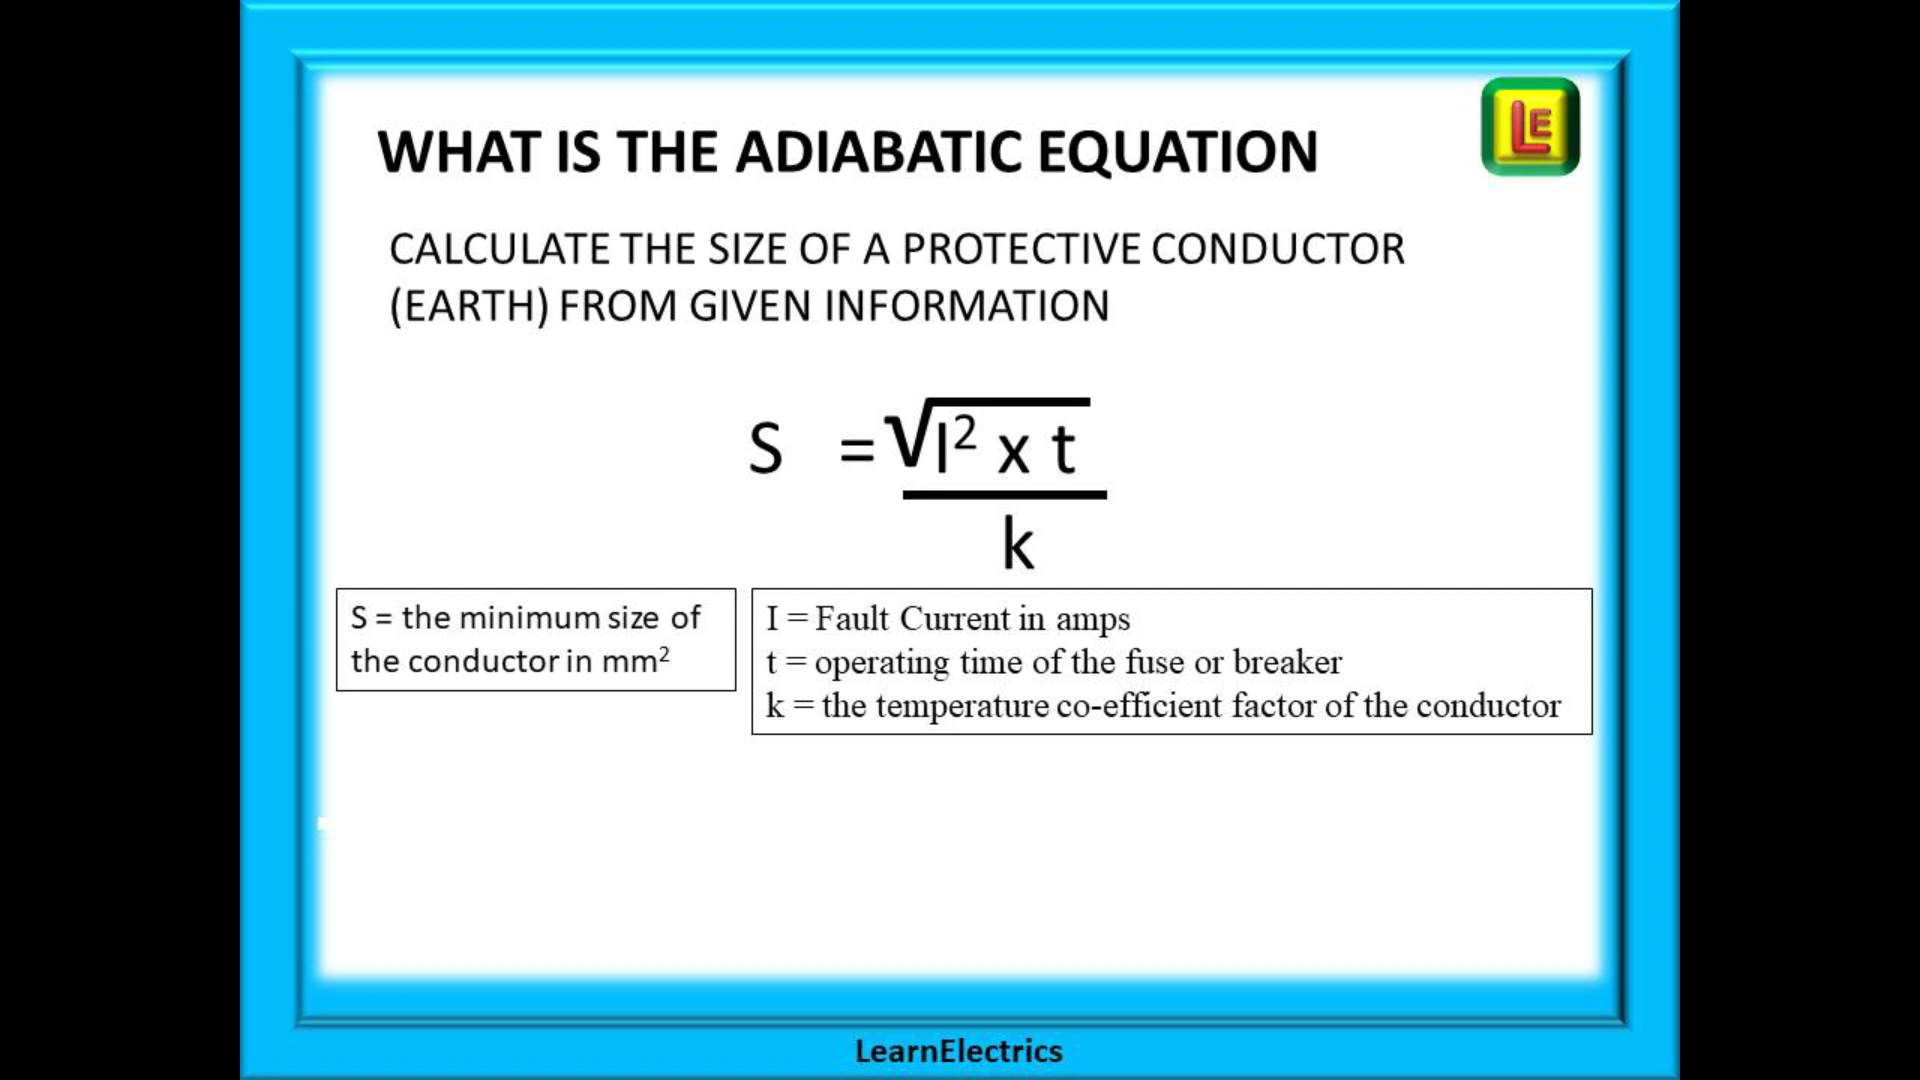 LE
WHAT IS THE ADIABATIC EQUATION
CALCULATE THE SIZE OF A PROTECTIVE CONDUCTOR
(EARTH) FROM GIVEN INFORMATION
S = √I² x t
k
S = the minimum size of
the conductor in mm²
I = Fault Current in amps
t = operating time of the fuse or breaker
k = the temperature co-efficient factor of the conductor
LearnElectrics